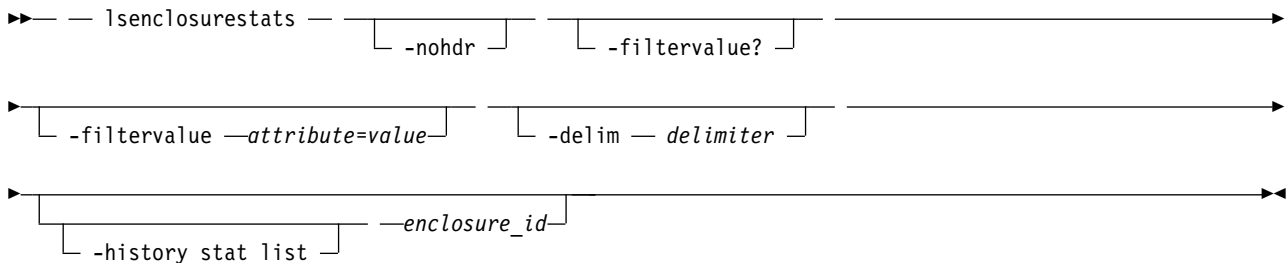 lsenclosurestats
-nohdr
-filtervalue?
-filtervalue attribute=value
-delim delimiter
enclosure_id
-history stat list